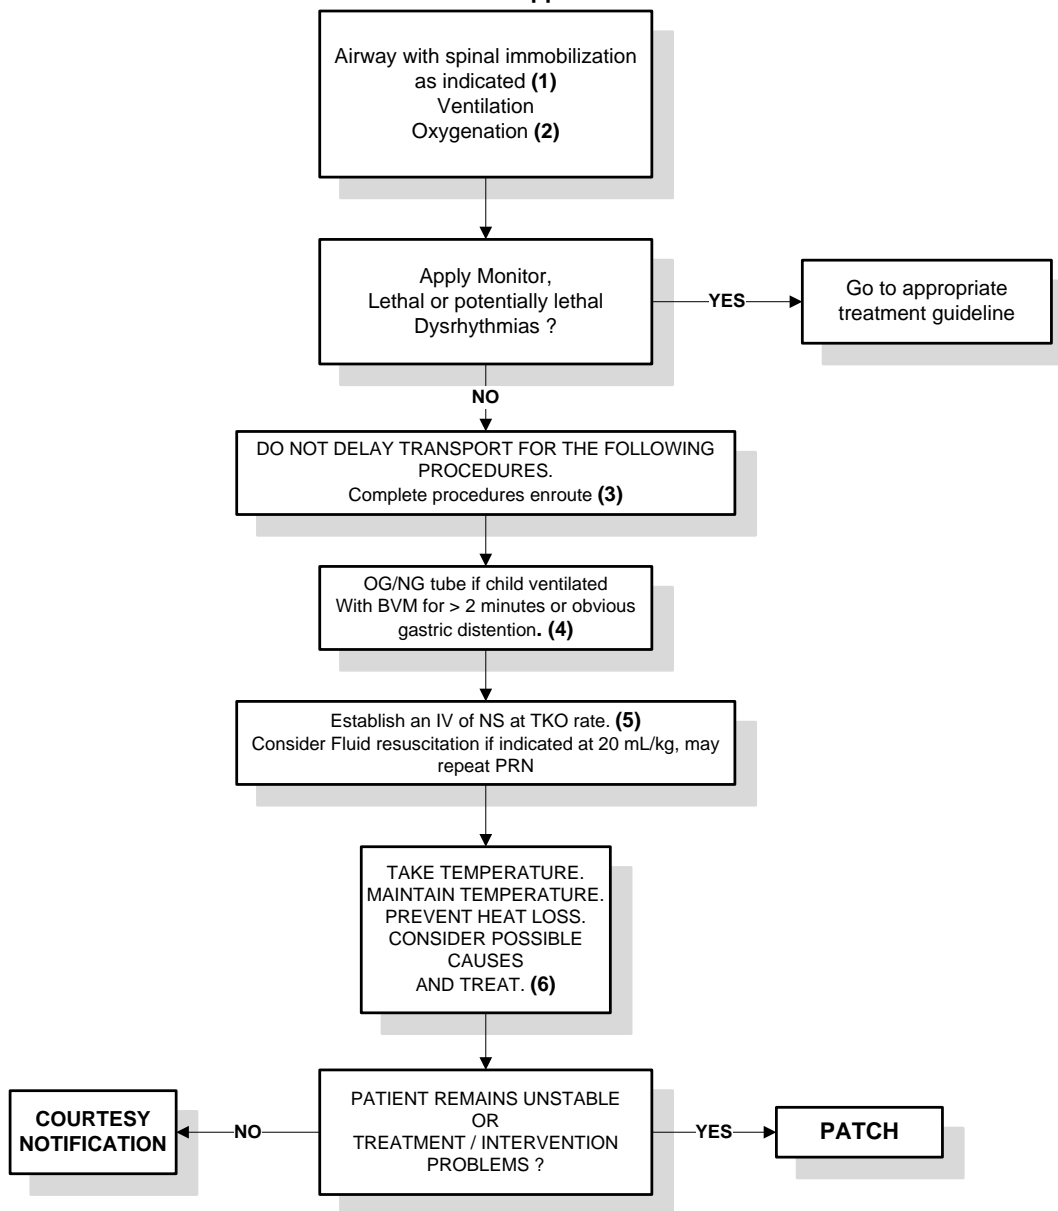 Airway with spinal immobilization
as indicated (1)
Ventilation
Oxygenation (2)
Apply Monitor,
Lethal or potentially lethal
Dysrhythmias ?
YES
Go to appropriate
treatment guideline
NO
DO NOT DELAY TRANSPORT FOR THE FOLLOWING
PROCEDURES.
Complete procedures enroute (3)
OG/NG tube if child ventilated
With BVM for > 2 minutes or obvious
gastric distention. (4)
Establish an IV of NS at TKO rate. (5)
Consider Fluid resuscitation if indicated at 20 mL/kg, may
repeat PRN
TAKE TEMPERATURE.
MAINTAIN TEMPERATURE.
PREVENT HEAT LOSS.
CONSIDER POSSIBLE
CAUSES
AND TREAT. (6)
COURTESY
NOTIFICATION
NO
PATIENT REMAINS UNSTABLE
OR
TREATMENT / INTERVENTION
PROBLEMS ?
YES
PATCH